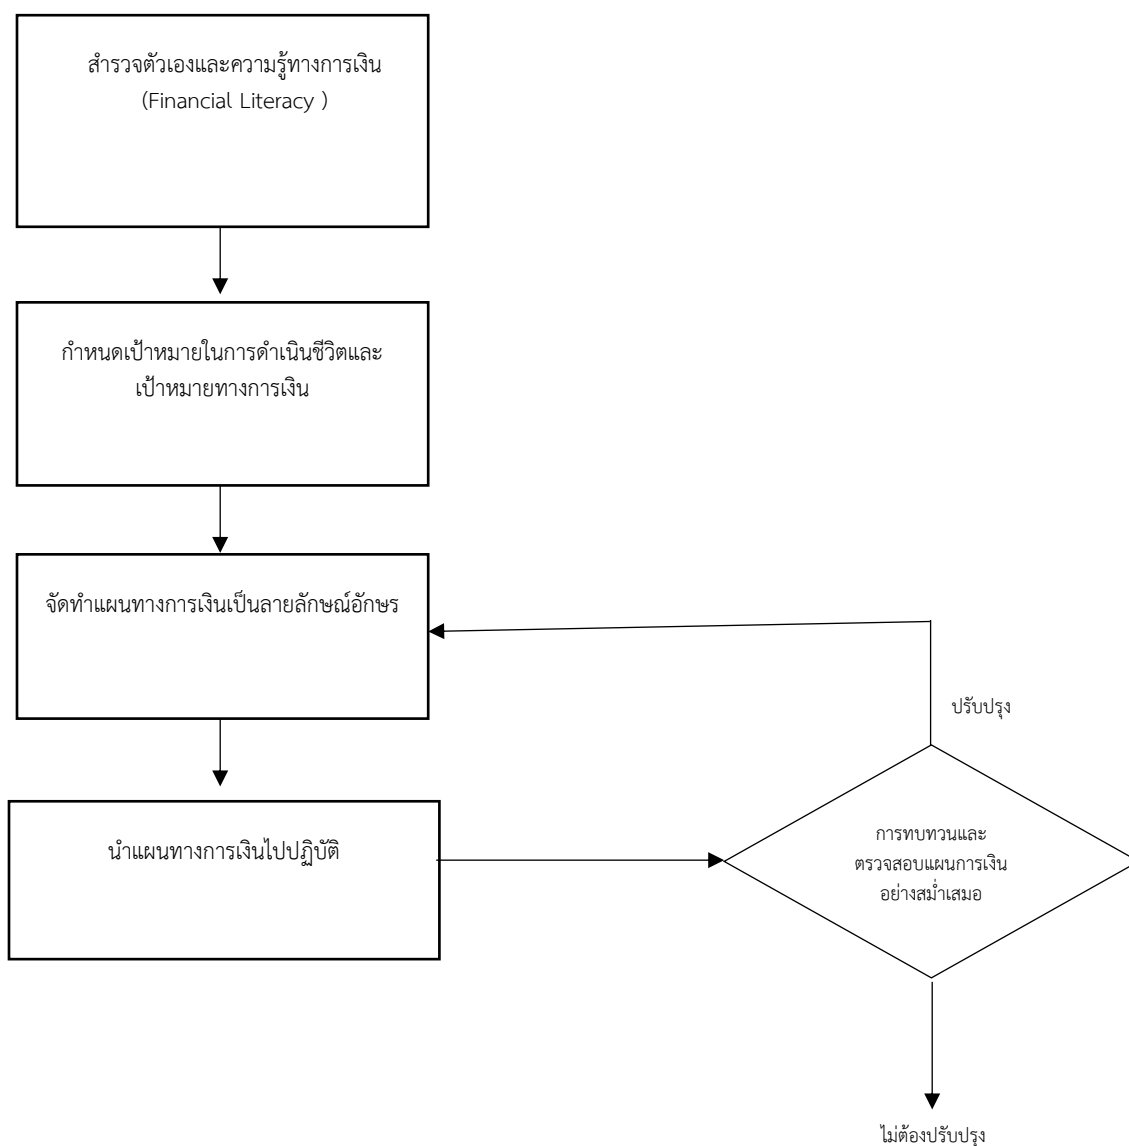 สำรวจตัวเองและความรู้ทางการเงิน
(Financial Literacy )
กำหนดเป้าหมายในการดำเนินชีวิตและ
เป้าหมายทางการเงิน
จัดทำแผนทางการเงินเป็นลายลักษณ์อักษร
ปรับปรุง
นำแผนทางการเงินไปปฏิบัติ
การทบทวนและ
ตรวจสอบแผนการเงิน
อย่างสม่ำเสมอ
ไม่ต้องปรับปรุง